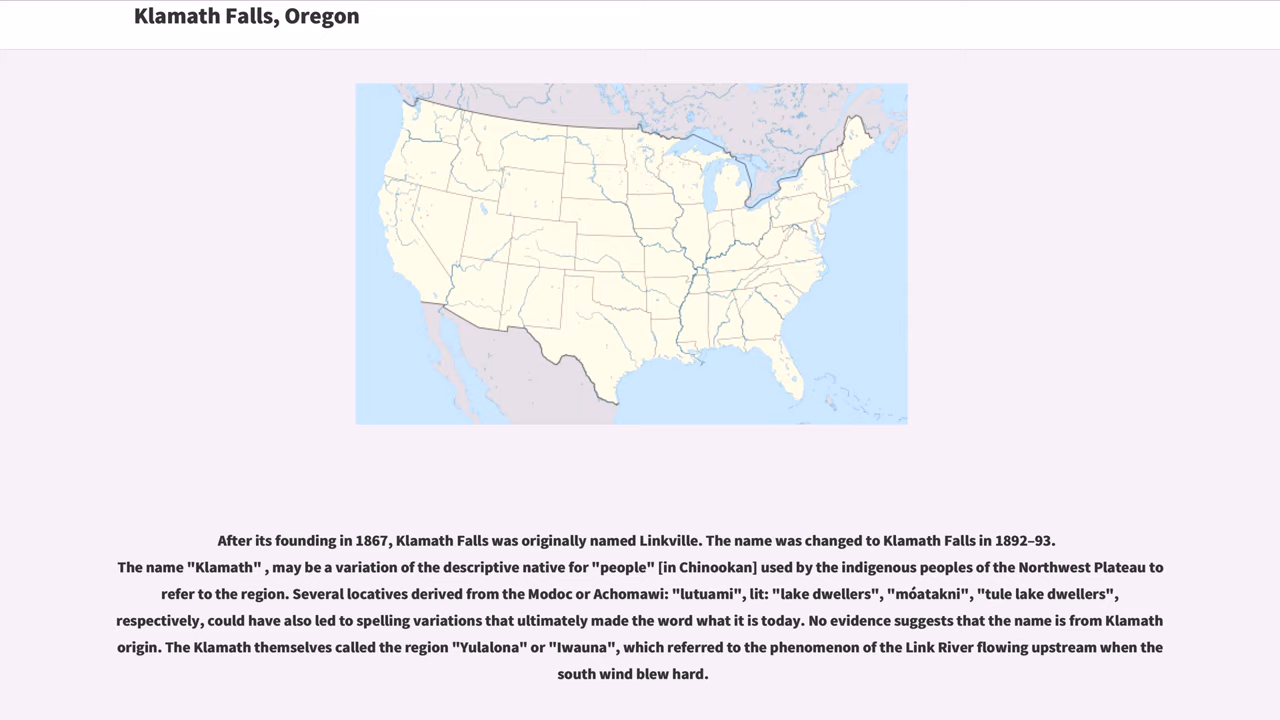 Klamath Falls, Oregon
After its founding in 1867, Klamath Falls was originally named Linkville. The name was changed to Klamath Falls in 1892–93.
The name "Klamath" , may be a variation of the descriptive native for "people" [in Chinookan] used by the indigenous peoples of the Northwest Plateau to
refer to the region. Several locatives derived from the Modoc or Achomawi: "lutuami", lit: "lake dwellers", "móatakni", "tule lake dwellers",
respectively, could have also led to spelling variations that ultimately made the word what it is today. No evidence suggests that the name is from Klamath
origin. The Klamath themselves called the region "Yulalona" or "Iwauna", which referred to the phenomenon of the Link River flowing upstream when the
south wind blew hard.